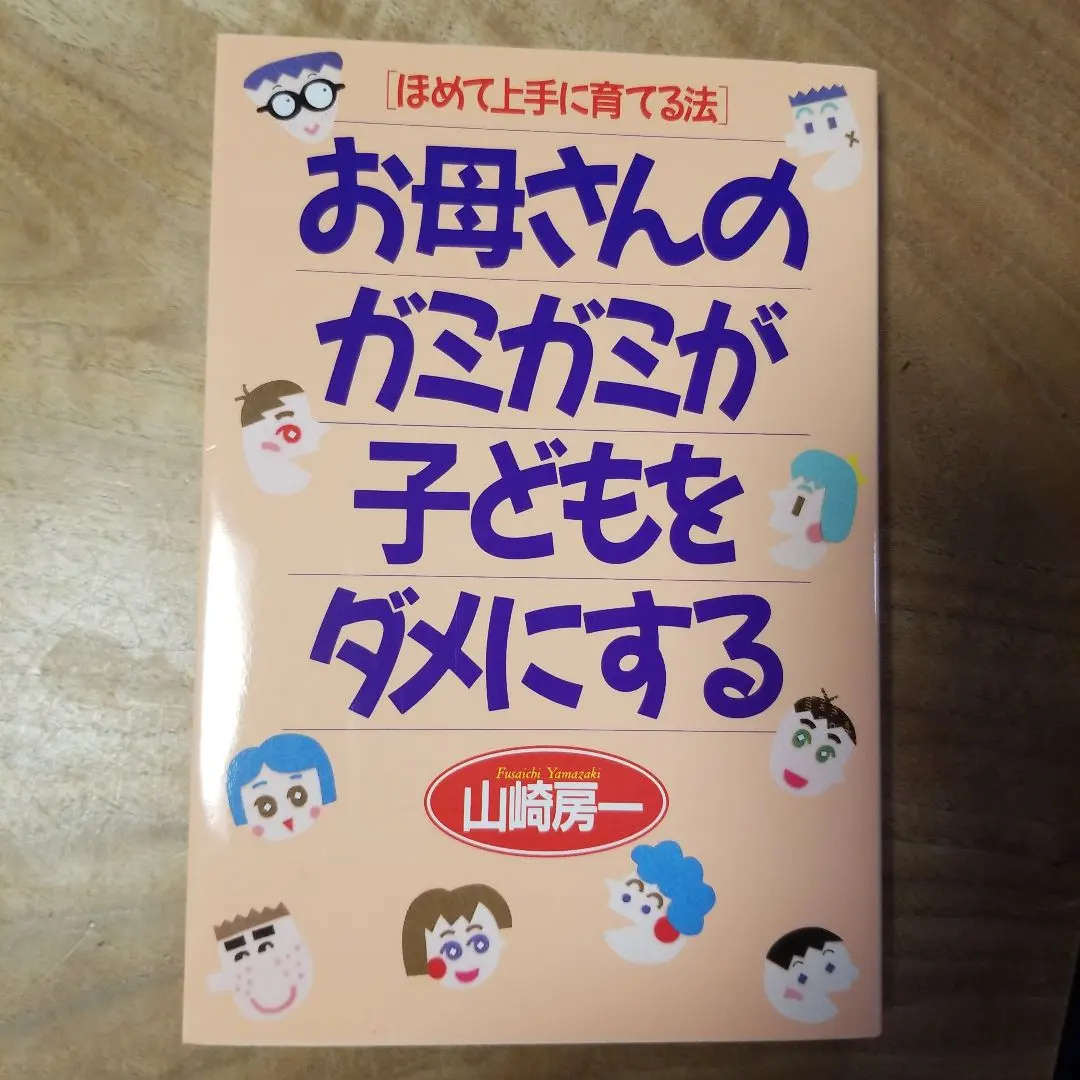 [ほめて上手に育てる法]
お母さんの
ガミガミが
子どもを
ダメにする
Fusaichi Yamazaki
山崎房一